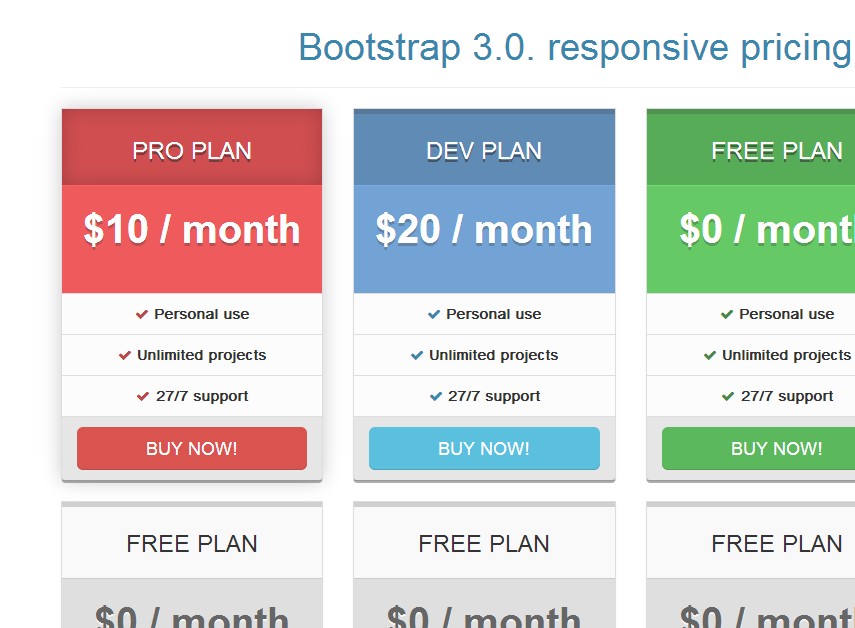 Bootstrap 3.0. responsive pricing
PRO PLAN
$10 / month
Personal use
Unlimited projects
27/7 support
BUY NOW!
DEV PLAN
$20 / month
Personal use
Unlimited projects
27/7 support
BUY NOW!
FREE PLAN
$0 / mont
Personal use
Unlimited projects
27/7 support
BUY NOW!
FREE PLAN
$0 / month
FREE PLAN
$0 / month
FREE PLAN
$0 / mont